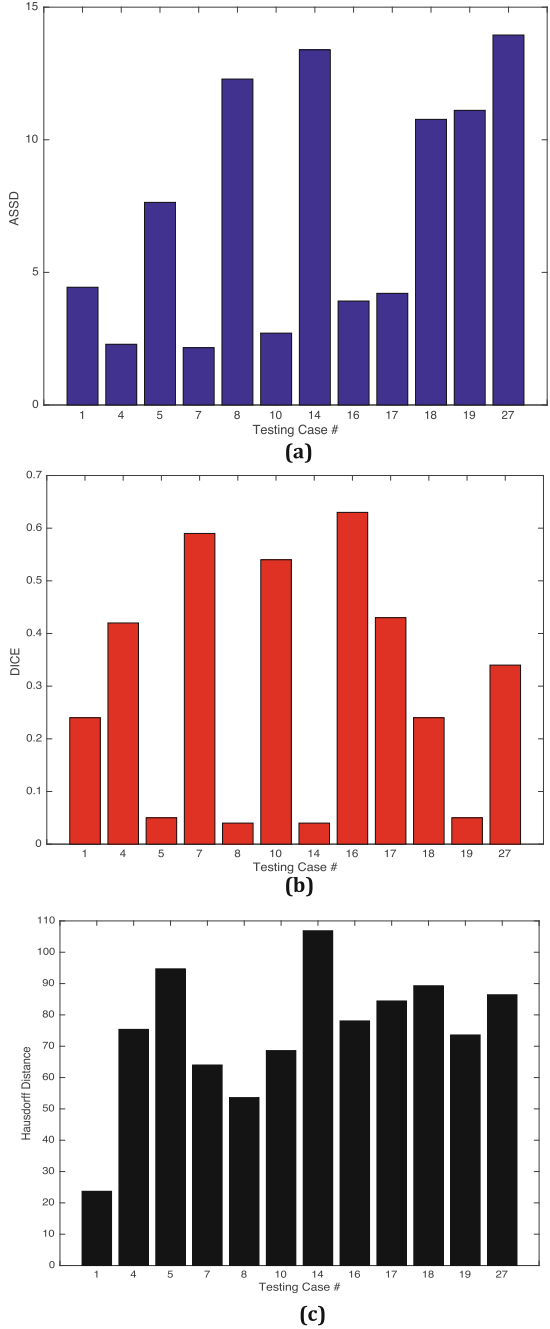 15
10
5
0
ASSD
1 4 5 7 8 10 14 16 17 18 19 27
Testing Case #
(a)
0.7
0.6
0.5
0.4
0.3
0.2
0.1
0
DICE
1 4 5 7 8 10 14 16 17 18 19 27
Testing Case #
(b)
110
100
90
80
70
60
50
40
30
20
10
0
Hausdorff Distance
1 4 5 7 8 10 14 16 17 18 19 27
Testing Case #
(c)